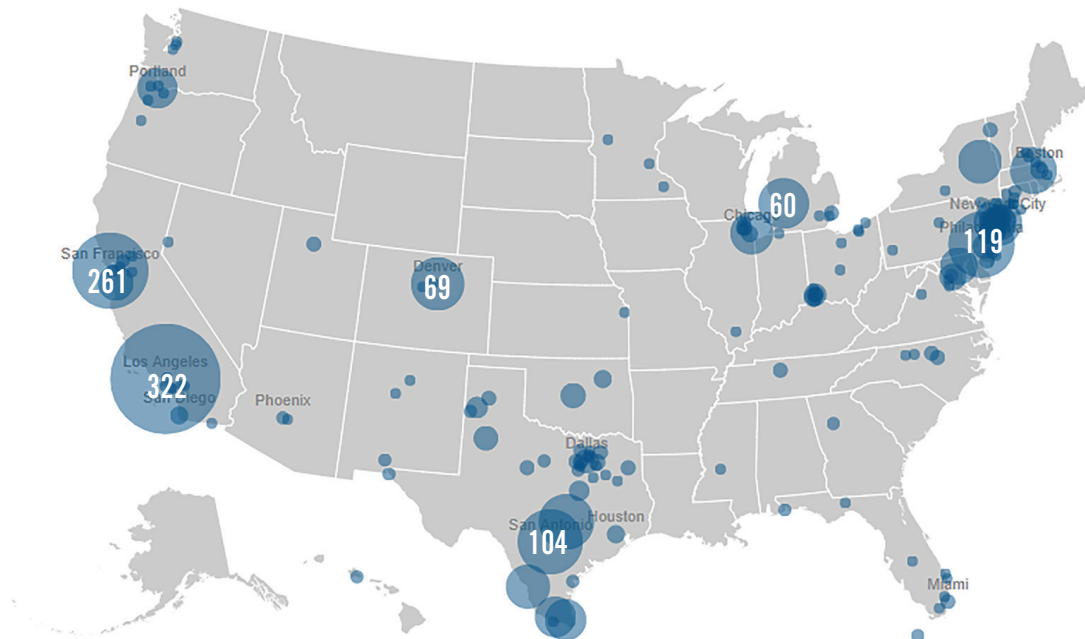 Portland
Boston
New York City
Chicago
60
Philadelphia
119
San Francisco
261
Denver
69
Los Angeles
322
San Diego
Phoenix
Dallas
San Antonio
Houston
104
Miami